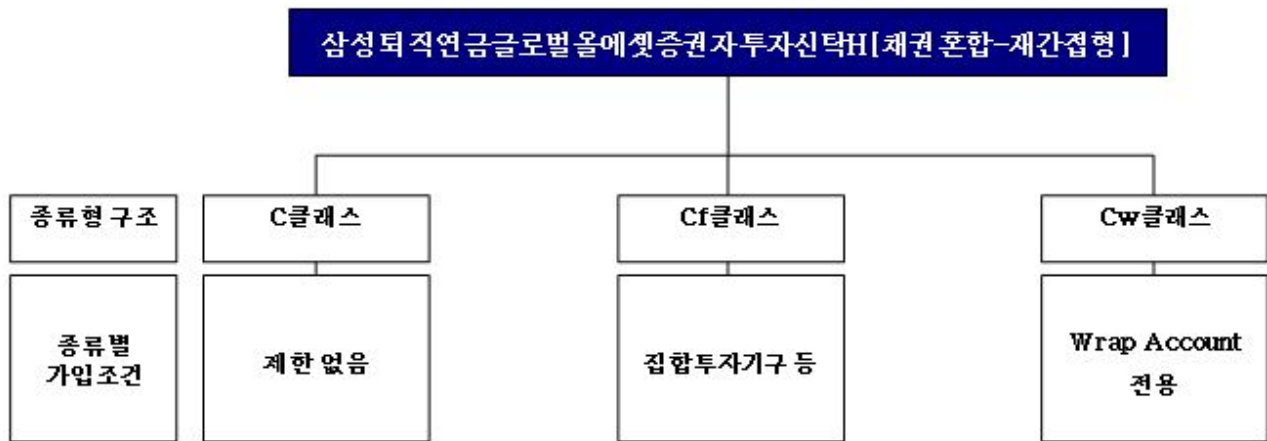 삼성퇴직연금글로벌올에셋증권자투자신탁H[채권혼합-재간접형]
종류형 구조
C클래스
Cf클래스
Cw클래스
종류별
가입조건
제한 없음
집합투자기구 등
Wrap Account
전용